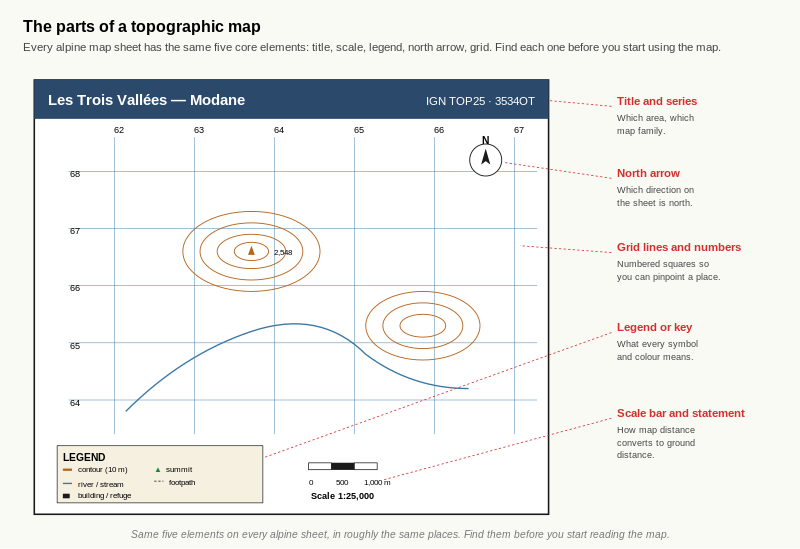 The parts of a topographic map
Every alpine map sheet has the same five core elements: title, scale, legend, north arrow, grid. Find each one before you start using the map.
Les Trois Vallées — Modane
IGN TOP25 · 3534OT
62 63 64 65 66 67
N
68
67
66
65
64
2,548
LEGEND
contour (10 m)
summit
river / stream
footpath
building / refuge
0 500 1,000 m
Scale 1:25,000
Title and series
Which area, which
map family.
North arrow
Which direction on
the sheet is north.
Grid lines and numbers
Numbered squares so
you can pinpoint a place.
Legend or key
What every symbol
and colour means.
Scale bar and statement
How map distance
converts to ground
distance.
Same five elements on every alpine sheet, in roughly the same places. Find them before you start reading the map.